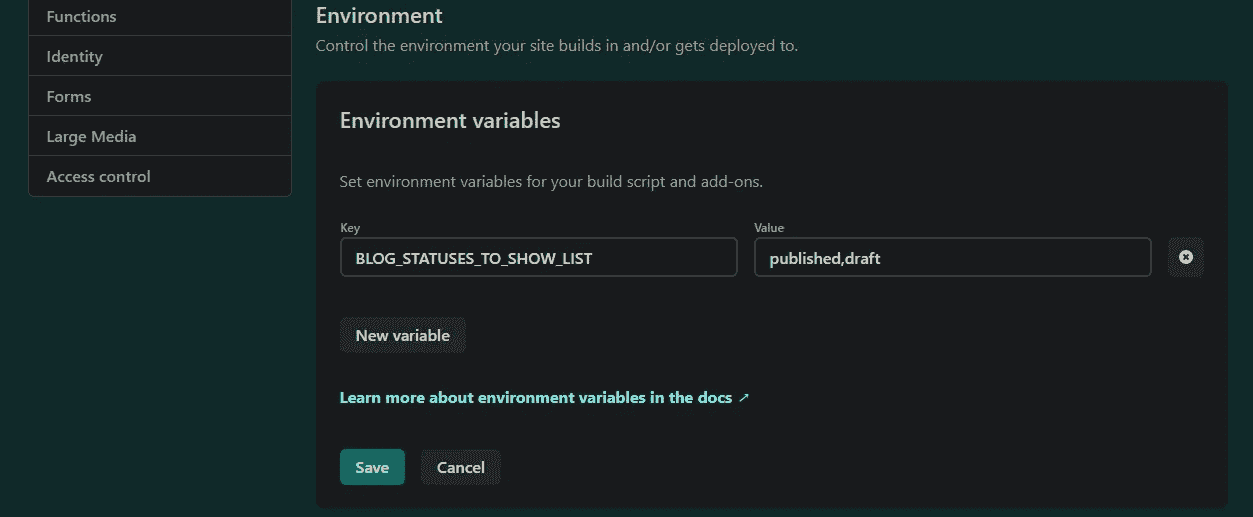 Functions
Identity
Forms
Large Media
Access control
Environment
Control the environment your site builds in and/or gets deployed to.
Environment variables
Set environment variables for your build script and add-ons.
Key
Value
BLOG_STATUSES_TO_SHOW_LIST
published,draft
New variable
Learn more about environment variables in the docs ↗
Save
Cancel